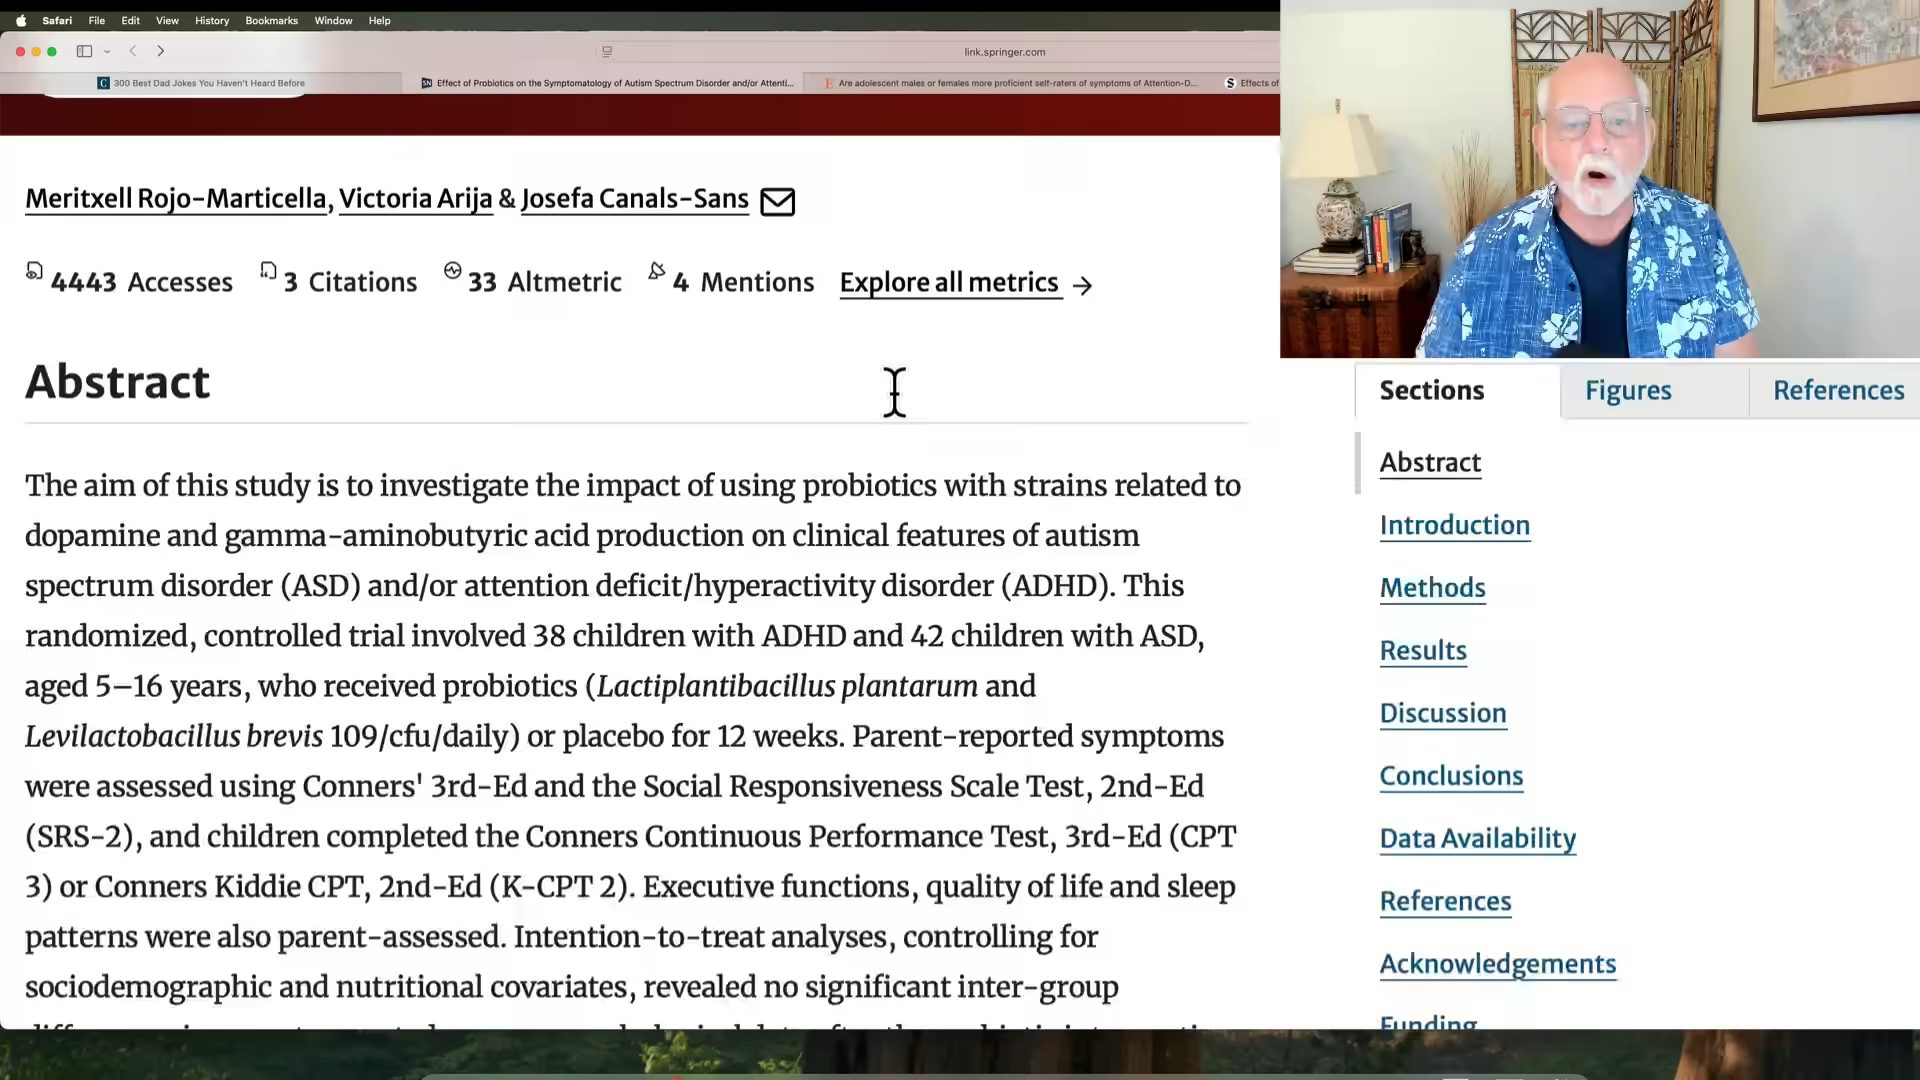 Safari File Edit View History Bookmarks Window Help
link.springer.com
300 Best Dad Jokes You Haven't Heard Before
Effect of Probiotics on the Symptomatology of Autism Spectrum Disorder and/or Attenti...
Are adolescent males or females more proficient self-raters of symptoms of Attention-D...
Effects of
Meritxell Rojo-Marticella, Victoria Arija & Josefa Canals-Sans
4443 Accesses 3 Citations 33 Altmetric 4 Mentions Explore all metrics →
Abstract
The aim of this study is to investigate the impact of using probiotics with strains related to
dopamine and gamma-aminobutyric acid production on clinical features of autism
spectrum disorder (ASD) and/or attention deficit/hyperactivity disorder (ADHD). This
randomized, controlled trial involved 38 children with ADHD and 42 children with ASD,
aged 5–16 years, who received probiotics (Lactiplantibacillus plantarum and
Levilactobacillus brevis 109/cfu/daily) or placebo for 12 weeks. Parent-reported symptoms
were assessed using Conners' 3rd-Ed and the Social Responsiveness Scale Test, 2nd-Ed
(SRS-2), and children completed the Conners Continuous Performance Test, 3rd-Ed (CPT
3) or Conners Kiddie CPT, 2nd-Ed (K-CPT 2). Executive functions, quality of life and sleep
patterns were also parent-assessed. Intention-to-treat analyses, controlling for
sociodemographic and nutritional covariates, revealed no significant inter-group
Sections Figures References
Abstract
Introduction
Methods
Results
Discussion
Conclusions
Data Availability
References
Acknowledgements
Funding